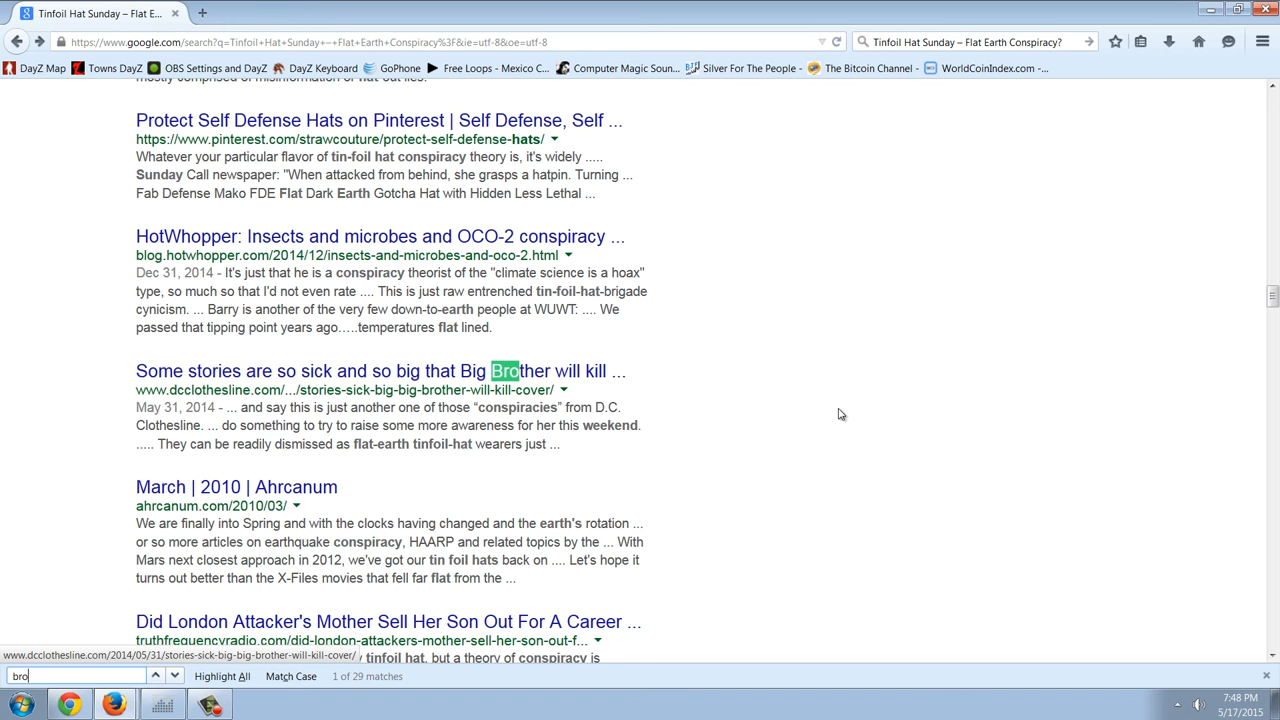 Tinfoil Hat Sunday – Flat E...
https://www.google.com/search?q=Tinfoil+Hat+Sunday+–+Flat+Earth+Conspiracy%3F&ie=utf-8&oe=utf-8
Tinfoil Hat Sunday – Flat Earth Conspiracy?
DayZ Map
Towns DayZ
OBS Settings and DayZ
DayZ Keyboard
GoPhone
Free Loops - Mexico C...
Computer Magic Soun...
Silver For The People - ...
The Bitcoin Channel - ...
WorldCoinIndex.com -...
mostly comprised of misinformation or flat-out lies.
Protect Self Defense Hats on Pinterest | Self Defense, Self ...
https://www.pinterest.com/strawcouture/protect-self-defense-hats/
Whatever your particular flavor of tin-foil hat conspiracy theory is, it's widely .....
Sunday Call newspaper: "When attacked from behind, she grasps a hatpin. Turning ...
Fab Defense Mako FDE Flat Dark Earth Gotcha Hat with Hidden Less Lethal ...
HotWhopper: Insects and microbes and OCO-2 conspiracy ...
blog.hotwhopper.com/2014/12/insects-and-microbes-and-oco-2.html
Dec 31, 2014 - It's just that he is a conspiracy theorist of the "climate science is a hoax"
type, so much so that I'd not even rate .... This is just raw entrenched tin-foil-hat-brigade
cynicism. ... Barry is another of the very few down-to-earth people at WUWT: .... We
passed that tipping point years ago…..temperatures flat lined.
Some stories are so sick and so big that Big Brother will kill ...
www.dcclothesline.com/.../stories-sick-big-big-brother-will-kill-cover/
May 31, 2014 - ... and say this is just another one of those “conspiracies” from D.C.
Clothesline. ... do something to try to raise some more awareness for her this weekend.
..... They can be readily dismissed as flat-earth tinfoil-hat wearers just ...
March | 2010 | Ahrcanum
ahrcanum.com/2010/03/
We are finally into Spring and with the clocks having changed and the earth's rotation ...
or so more articles on earthquake conspiracy, HAARP and related topics by the ... With
Mars next closest approach in 2012, we've got our tin foil hats back on .... Let's hope it
turns out better than the X-Files movies that fell far flat from the ...
Did London Attacker's Mother Sell Her Son Out For A Career ...
truthfrequencyradio.com/did-london-attackers-mother-sell-her-son-out-f...
www.dcclothesline.com/2014/05/31/stories-sick-big-big-brother-will-kill-cover/
tinfoil hat, but a theory of conspiracy is
bro
Highlight All
Match Case
1 of 29 matches
7:48 PM
5/17/2015